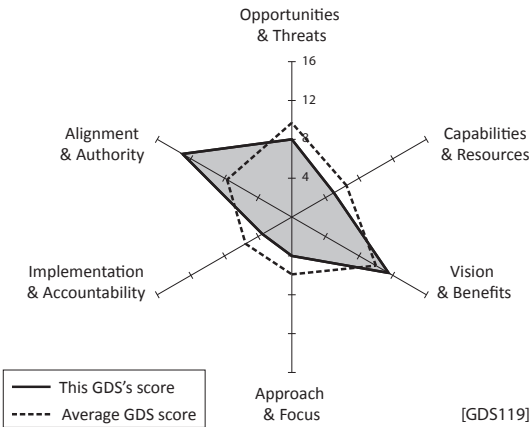 Opportunities
& Threats
16
12
8
4
Alignment
& Authority
Capabilities
& Resources
Implementation
& Accountability
Vision
& Benefits
This GDS's score
Average GDS score
Approach
& Focus
[GDS119]